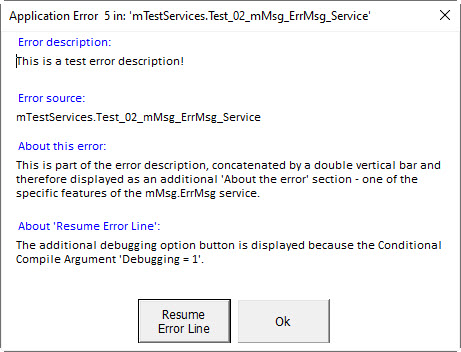 Application Error  5 in: 'mTestServices.Test_02_mMsg_ErrMsg_Service'
Error description:
This is a test error description!
Error source:
mTestServices.Test_02_mMsg_ErrMsg_Service
About this error:
This is part of the error description, concatenated by a double vertical bar and
therefore displayed as an additional 'About the error' section - one of the
specific features of the mMsg.ErrMsg service.
About 'Resume Error Line':
The additional debugging option button is displayed because the Conditional
Compile Argument 'Debugging = 1'.
Resume
Error Line
Ok